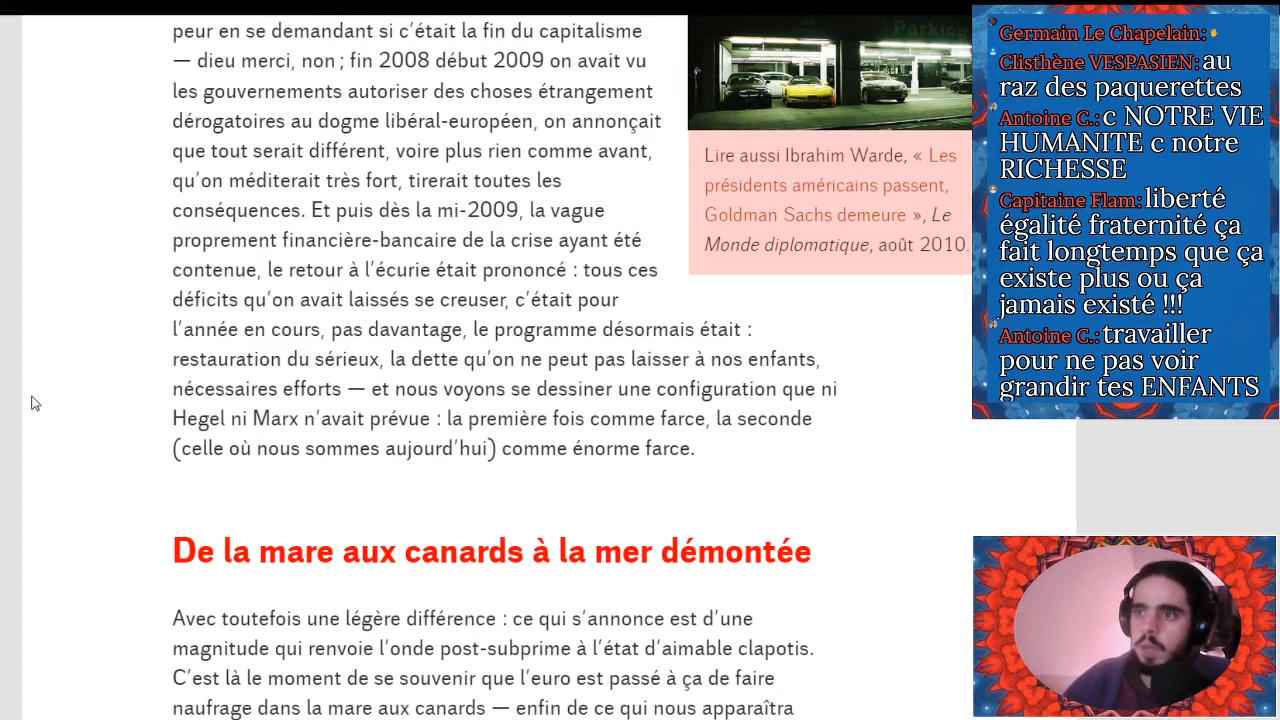 peur en se demandant si c'était la fin du capitalisme
— dieu merci, non ; fin 2008 début 2009 on avait vu
les gouvernements autoriser des choses étrangement
dérogatoires au dogme libéral-européen, on annonçait
que tout serait différent, voire plus rien comme avant,
qu'on méditerait très fort, tirerait toutes les
conséquences. Et puis dès la mi-2009, la vague
proprement financière-bancaire de la crise ayant été
contenue, le retour à l'écurie était prononcé : tous ces
déficits qu'on avait laissés se creuser, c'était pour
l'année en cours, pas davantage, le programme désormais était :
restauration du sérieux, la dette qu'on ne peut pas laisser à nos enfants,
nécessaires efforts — et nous voyons se dessiner une configuration que ni
Hegel ni Marx n'avait prévue : la première fois comme farce, la seconde
(celle où nous sommes aujourd'hui) comme énorme farce.
De la mare aux canards à la mer démontée
Avec toutefois une légère différence : ce qui s'annonce est d'une
magnitude qui renvoie l'onde post-subprime à l'état d'aimable clapotis.
C'est là le moment de se souvenir que l'euro est passé à ça de faire
naufrage dans la mare aux canards — enfin de ce qui nous apparaîtra
Parking
Lire aussi Ibrahim Warde, « Les
présidents américains passent,
Goldman Sachs demeure », Le
Monde diplomatique, août 2010.
Germain Le Chapelain:
Clisthène VESPASIEN: au
raz des paquerettes
Antoine C.: c NOTRE VIE
HUMANITE c notre
RICHESSE
Capitaine Flam: liberté
égalité fraternité ça
fait longtemps que ça
existe plus ou ça
jamais existé !!!
Antoine C.: travailler
pour ne pas voir
grandir tes ENFANTS